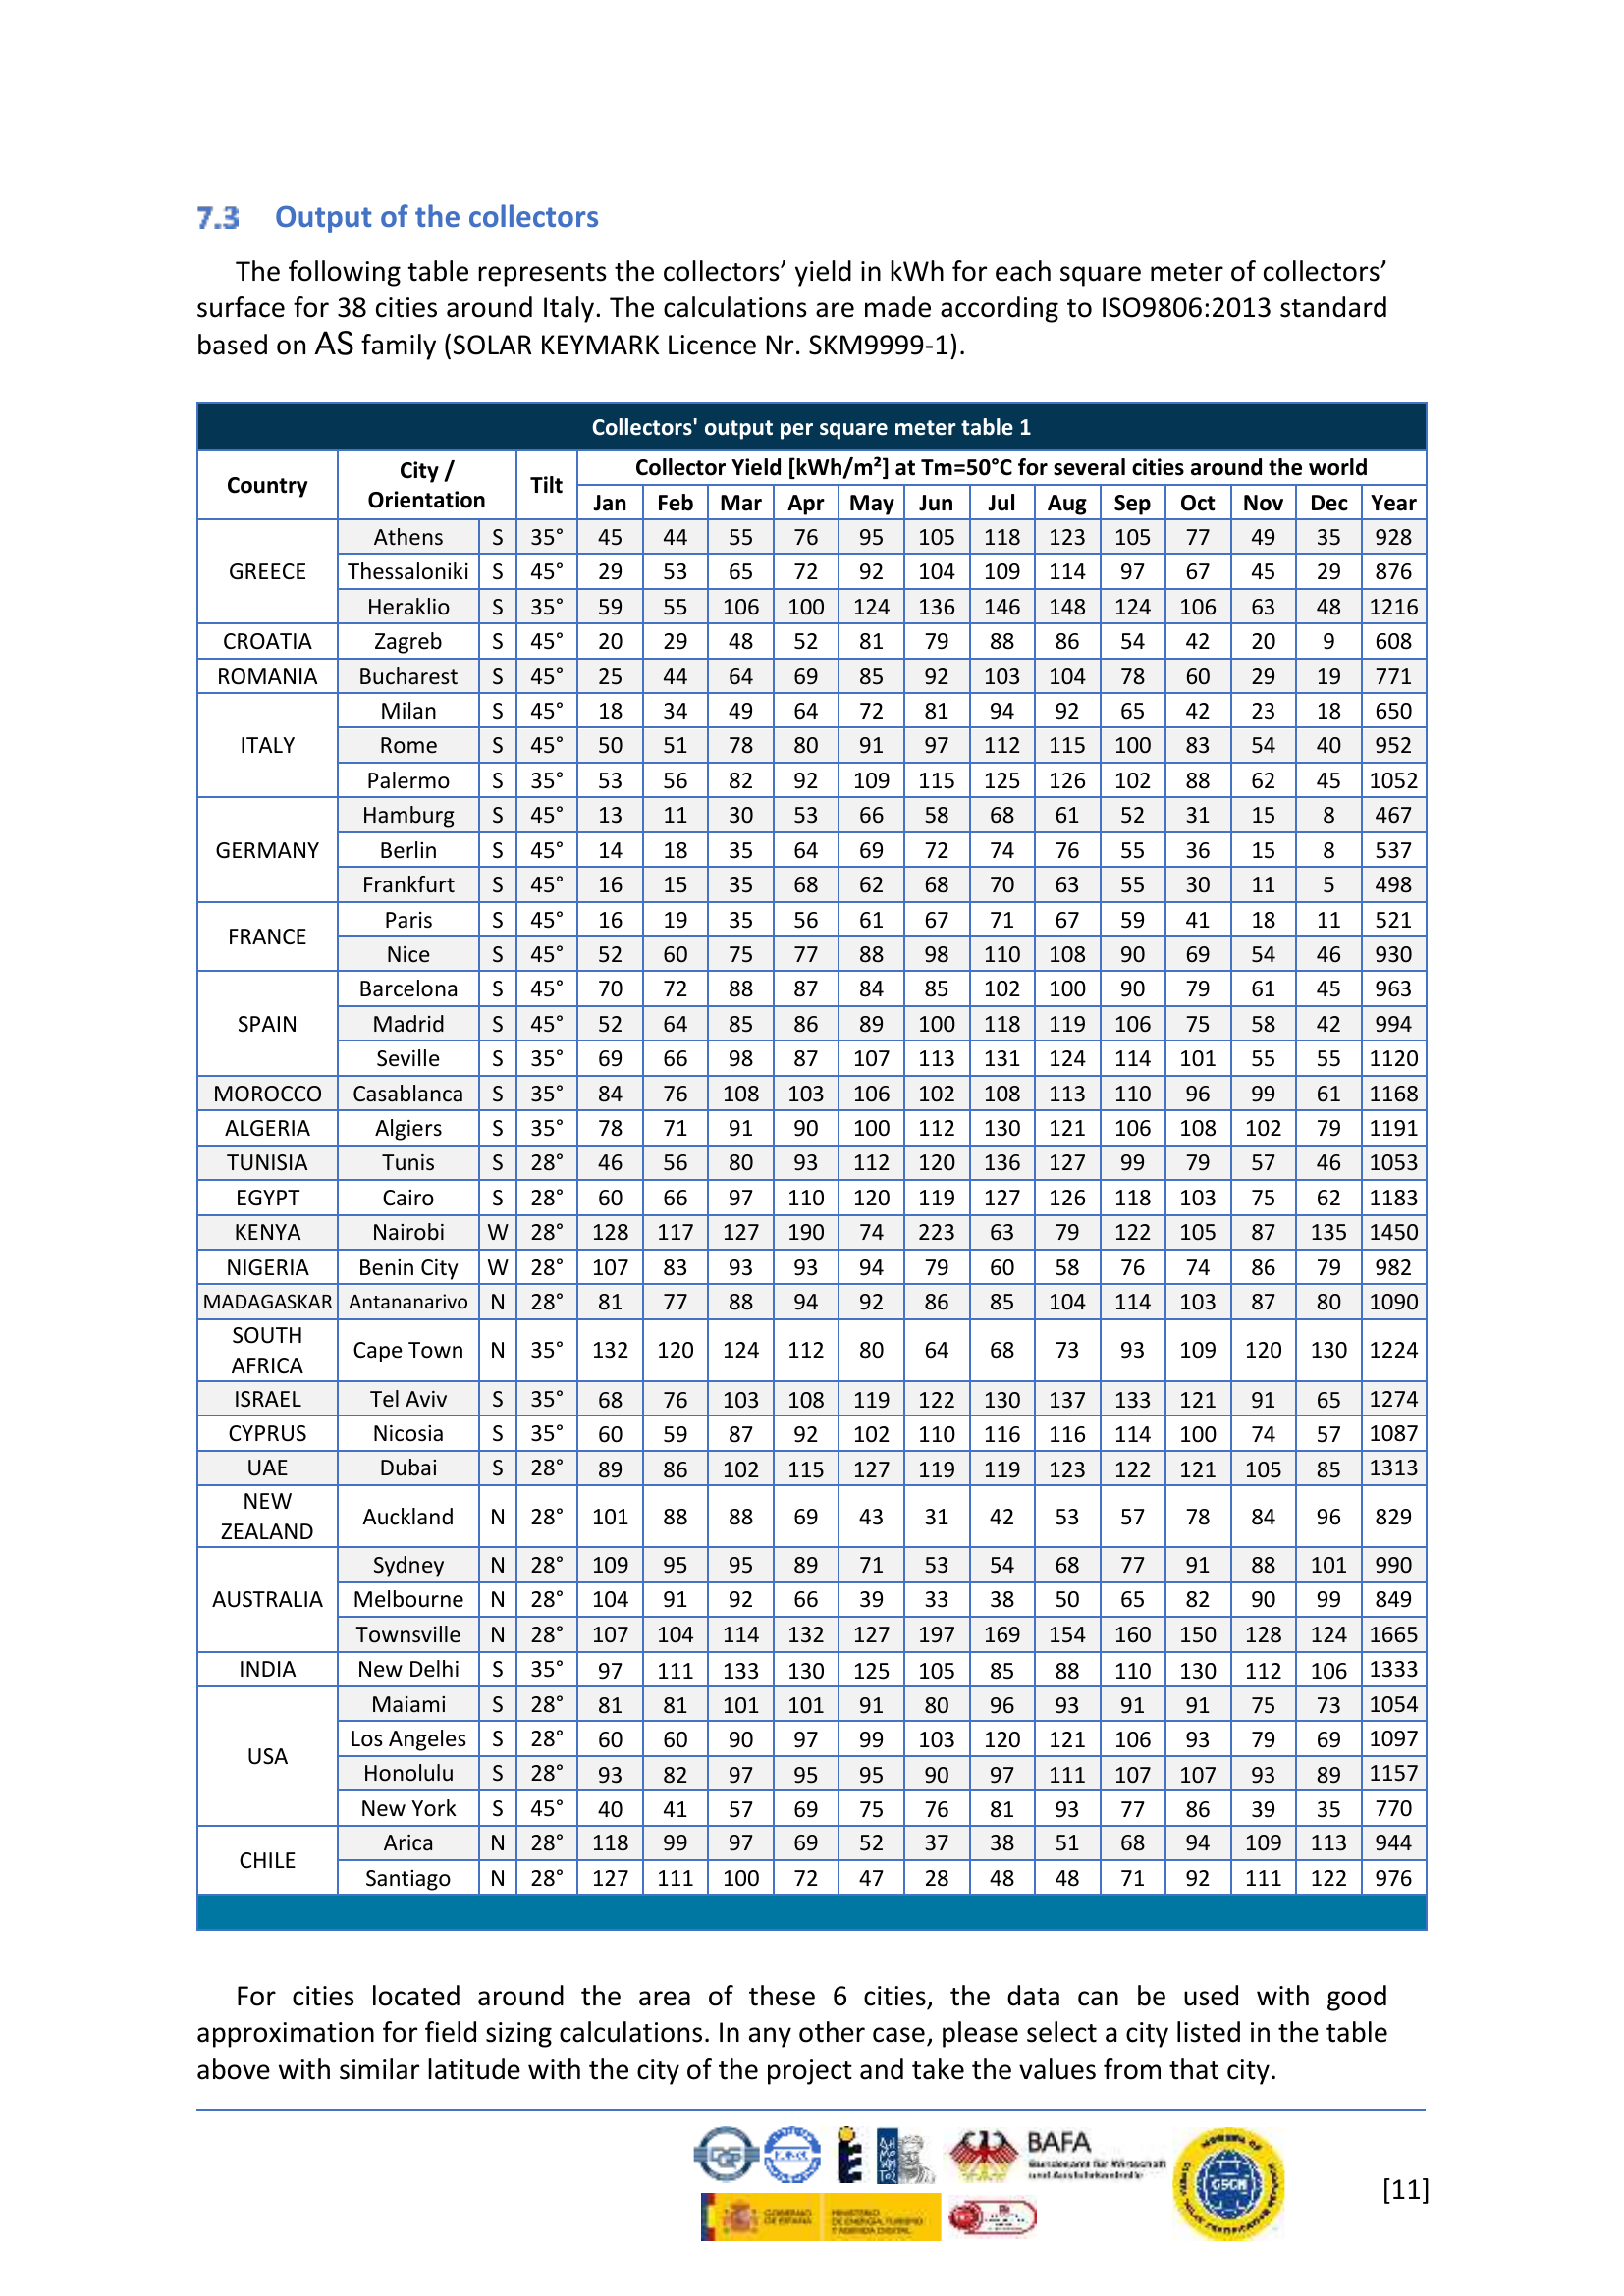 7.3 Output of the collectors
The following table represents the collectors’ yield in kWh for each square meter of collectors’
surface for 38 cities around Italy. The calculations are made according to ISO9806:2013 standard
based on AS family (SOLAR KEYMARK Licence Nr. SKM9999-1).
Collectors' output per square meter table 1
Country City / Orientation Tilt Collector Yield [kWh/m²] at Tm=50°C for several cities around the world
Jan Feb Mar Apr May Jun Jul Aug Sep Oct Nov Dec Year
GREECE Athens S 35° 45 44 55 76 95 105 118 123 105 77 49 35 928
Thessaloniki S 45° 29 53 65 72 92 104 109 114 97 67 45 29 876
Heraklio S 35° 59 55 106 100 124 136 146 148 124 106 63 48 1216
CROATIA Zagreb S 45° 20 29 48 52 81 79 88 86 54 42 20 9 608
ROMANIA Bucharest S 45° 25 44 64 69 85 92 103 104 78 60 29 19 771
ITALY Milan S 45° 18 34 49 64 72 81 94 92 65 42 23 18 650
Rome S 45° 50 51 78 80 91 97 112 115 100 83 54 40 952
Palermo S 35° 53 56 82 92 109 115 125 126 102 88 62 45 1052
GERMANY Hamburg S 45° 13 11 30 53 66 58 68 61 52 31 15 8 467
Berlin S 45° 14 18 35 64 69 72 74 76 55 36 15 8 537
Frankfurt S 45° 16 15 35 68 62 68 70 63 55 30 11 5 498
FRANCE Paris S 45° 16 19 35 56 61 67 71 67 59 41 18 11 521
Nice S 45° 52 60 75 77 88 98 110 108 90 69 54 46 930
SPAIN Barcelona S 45° 70 72 88 87 84 85 102 100 90 79 61 45 963
Madrid S 45° 52 64 85 86 89 100 118 119 106 75 58 42 994
Seville S 35° 69 66 98 87 107 113 131 124 114 101 55 55 1120
MOROCCO Casablanca S 35° 84 76 108 103 106 102 108 113 110 96 99 61 1168
ALGERIA Algiers S 35° 78 71 91 90 100 112 130 121 106 108 102 79 1191
TUNISIA Tunis S 28° 46 56 80 93 112 120 136 127 99 79 57 46 1053
EGYPT Cairo S 28° 60 66 97 110 120 119 127 126 118 103 75 62 1183
KENYA Nairobi W 28° 128 117 127 190 74 223 63 79 122 105 87 135 1450
NIGERIA Benin City W 28° 107 83 93 93 94 79 60 58 76 74 86 79 982
MADAGASKAR Antananarivo N 28° 81 77 88 94 92 86 85 104 114 103 87 80 1090
SOUTH AFRICA Cape Town N 35° 132 120 124 112 80 64 68 73 93 109 120 130 1224
ISRAEL Tel Aviv S 35° 68 76 103 108 119 122 130 137 133 121 91 65 1274
CYPRUS Nicosia S 35° 60 59 87 92 102 110 116 116 114 100 74 57 1087
UAE Dubai S 28° 89 86 102 115 127 119 119 123 122 121 105 85 1313
NEW ZEALAND Auckland N 28° 101 88 88 69 43 31 42 53 57 78 84 96 829
AUSTRALIA Sydney N 28° 109 95 95 89 71 53 54 68 77 91 88 101 990
Melbourne N 28° 104 91 92 66 39 33 38 50 65 82 90 99 849
Townsville N 28° 107 104 114 132 127 197 169 154 160 150 128 124 1665
INDIA New Delhi S 35° 97 111 133 130 125 105 85 88 110 130 112 106 1333
USA Maiami S 28° 81 81 101 101 91 80 96 93 91 91 75 73 1054
Los Angeles S 28° 60 60 90 97 99 103 120 121 106 93 79 69 1097
Honolulu S 28° 93 82 97 95 95 90 97 111 107 107 93 89 1157
New York S 45° 40 41 57 69 75 76 81 93 77 86 39 35 770
CHILE Arica N 28° 118 99 97 69 52 37 38 51 68 94 109 113 944
Santiago N 28° 127 111 100 72 47 28 48 48 71 92 111 122 976
For cities located around the area of these 6 cities, the data can be used with good
approximation for field sizing calculations. In any other case, please select a city listed in the table
above with similar latitude with the city of the project and take the values from that city.
BAFA
Bundesamt für Wirtschaft
und Ausfuhrkontrolle
GOBIERNO
DE ESPAÑA
MINISTERIO
DE ENERGÍA, TURISMO
Y AGENDA DIGITAL
GSCN
[11]